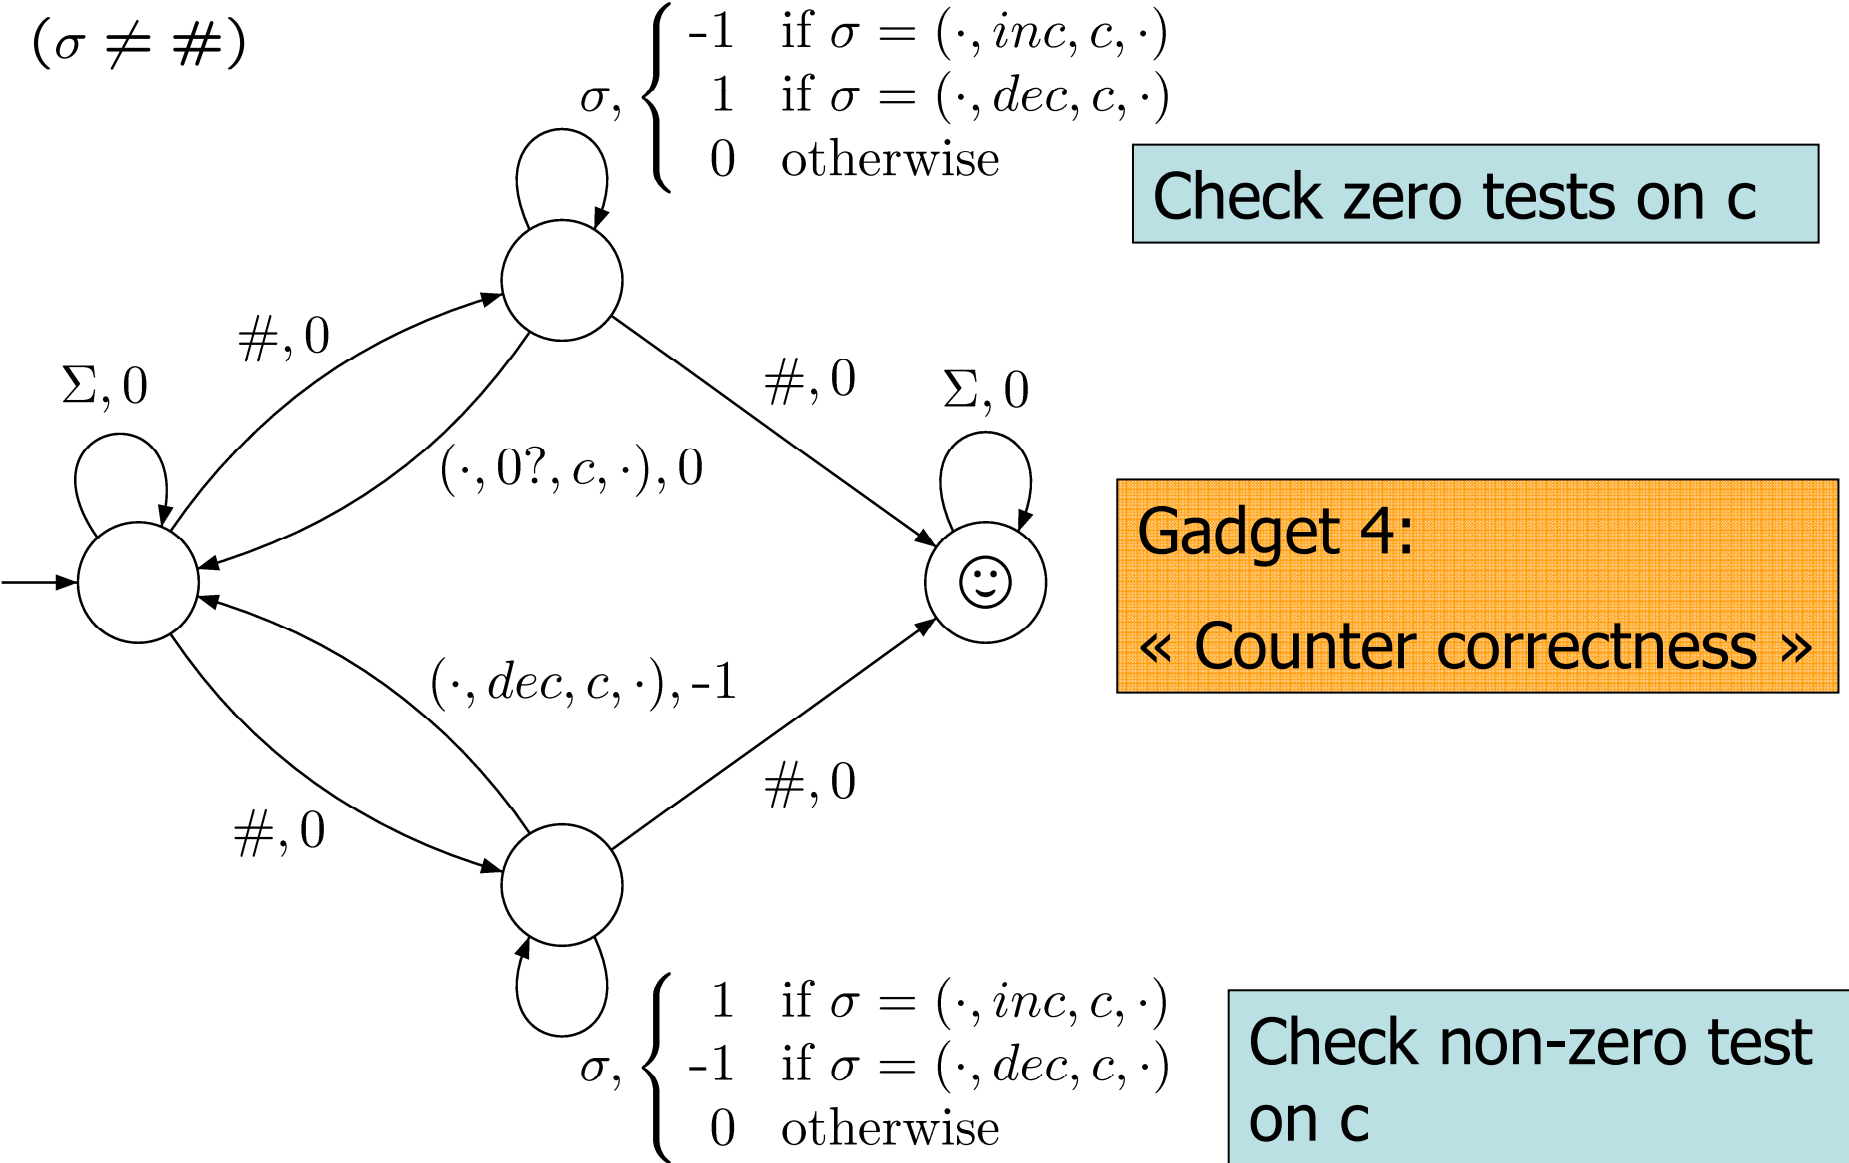 (σ ≠ #)
σ, { -1 if σ = (·, inc, c, ·)
1 if σ = (·, dec, c, ·)
0 otherwise
Check zero tests on c
#, 0
Σ, 0
#, 0
Σ, 0
(·, 0?, c, ·), 0
Gadget 4:
« Counter correctness »
(·, dec, c, ·), -1
#, 0
#, 0
σ, { 1 if σ = (·, inc, c, ·)
-1 if σ = (·, dec, c, ·)
0 otherwise
Check non-zero test
on c